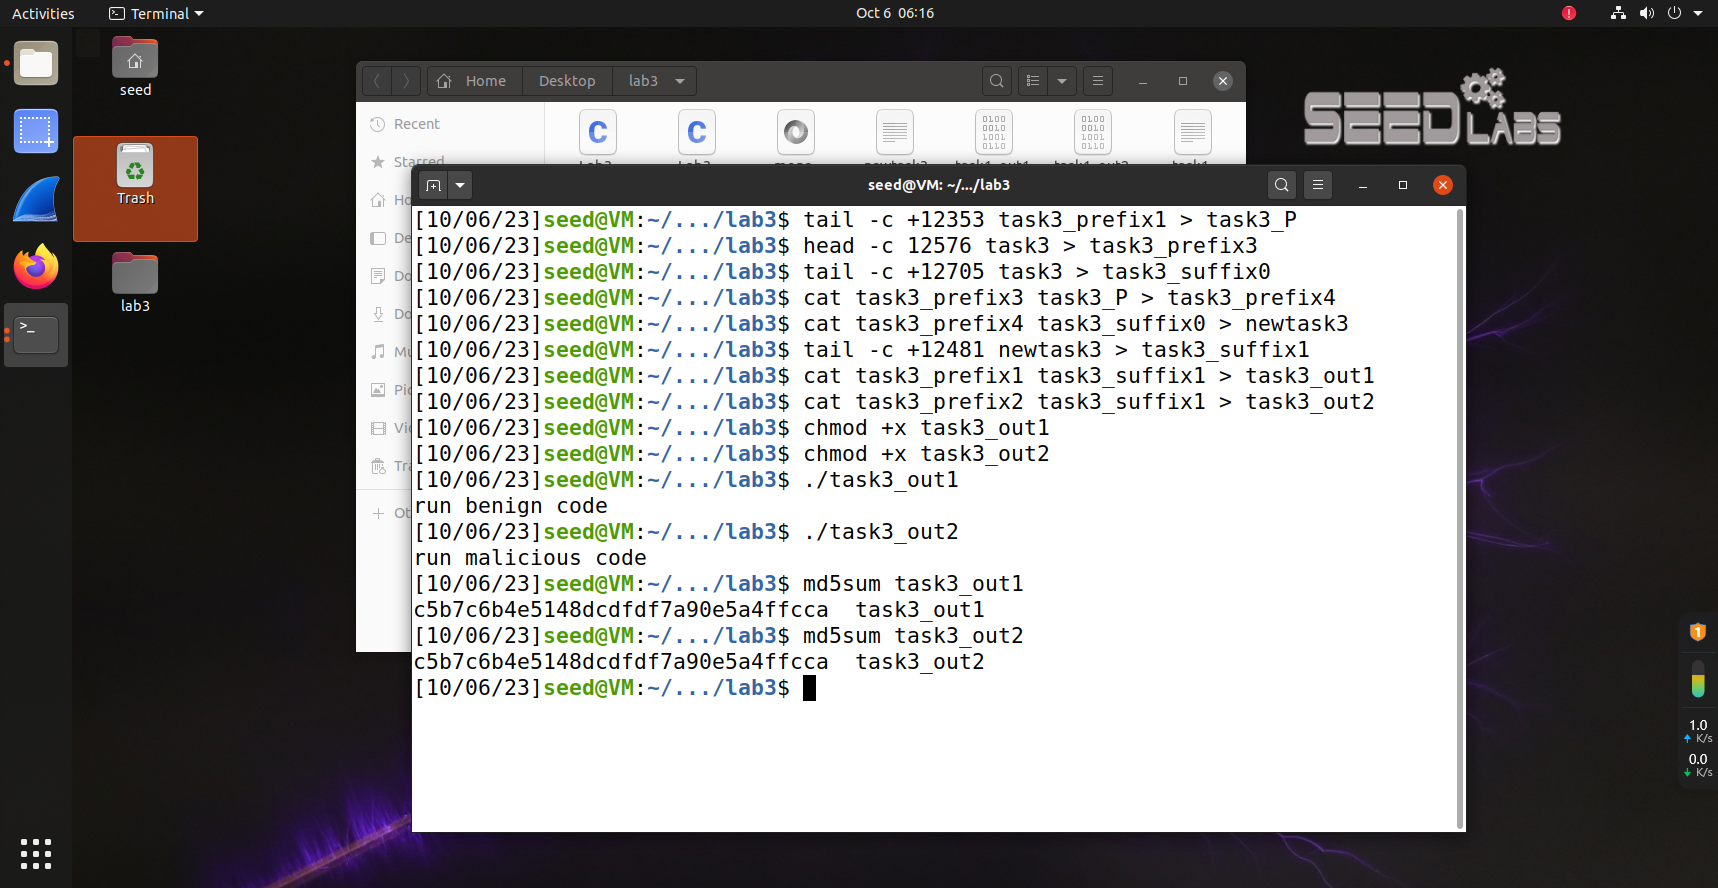 Activities
Terminal
Oct 6 06:16
seed
Trash
lab3
Home
Desktop
lab3
Recent
Starred
SEED LABS
seed@VM: ~/.../lab3
[10/06/23]seed@VM:~/.../lab3$ tail -c +12353 task3_prefix1 > task3_P
[10/06/23]seed@VM:~/.../lab3$ head -c 12576 task3 > task3_prefix3
[10/06/23]seed@VM:~/.../lab3$ tail -c +12705 task3 > task3_suffix0
[10/06/23]seed@VM:~/.../lab3$ cat task3_prefix3 task3_P > task3_prefix4
[10/06/23]seed@VM:~/.../lab3$ cat task3_prefix4 task3_suffix0 > newtask3
[10/06/23]seed@VM:~/.../lab3$ tail -c +12481 newtask3 > task3_suffix1
[10/06/23]seed@VM:~/.../lab3$ cat task3_prefix1 task3_suffix1 > task3_out1
[10/06/23]seed@VM:~/.../lab3$ cat task3_prefix2 task3_suffix1 > task3_out2
[10/06/23]seed@VM:~/.../lab3$ chmod +x task3_out1
[10/06/23]seed@VM:~/.../lab3$ chmod +x task3_out2
[10/06/23]seed@VM:~/.../lab3$ ./task3_out1
run benign code
[10/06/23]seed@VM:~/.../lab3$ ./task3_out2
run malicious code
[10/06/23]seed@VM:~/.../lab3$ md5sum task3_out1
c5b7c6b4e5148dcdfdf7a90e5a4ffcca  task3_out1
[10/06/23]seed@VM:~/.../lab3$ md5sum task3_out2
c5b7c6b4e5148dcdfdf7a90e5a4ffcca  task3_out2
[10/06/23]seed@VM:~/.../lab3$
1
1.0
K/s
0.0
K/s